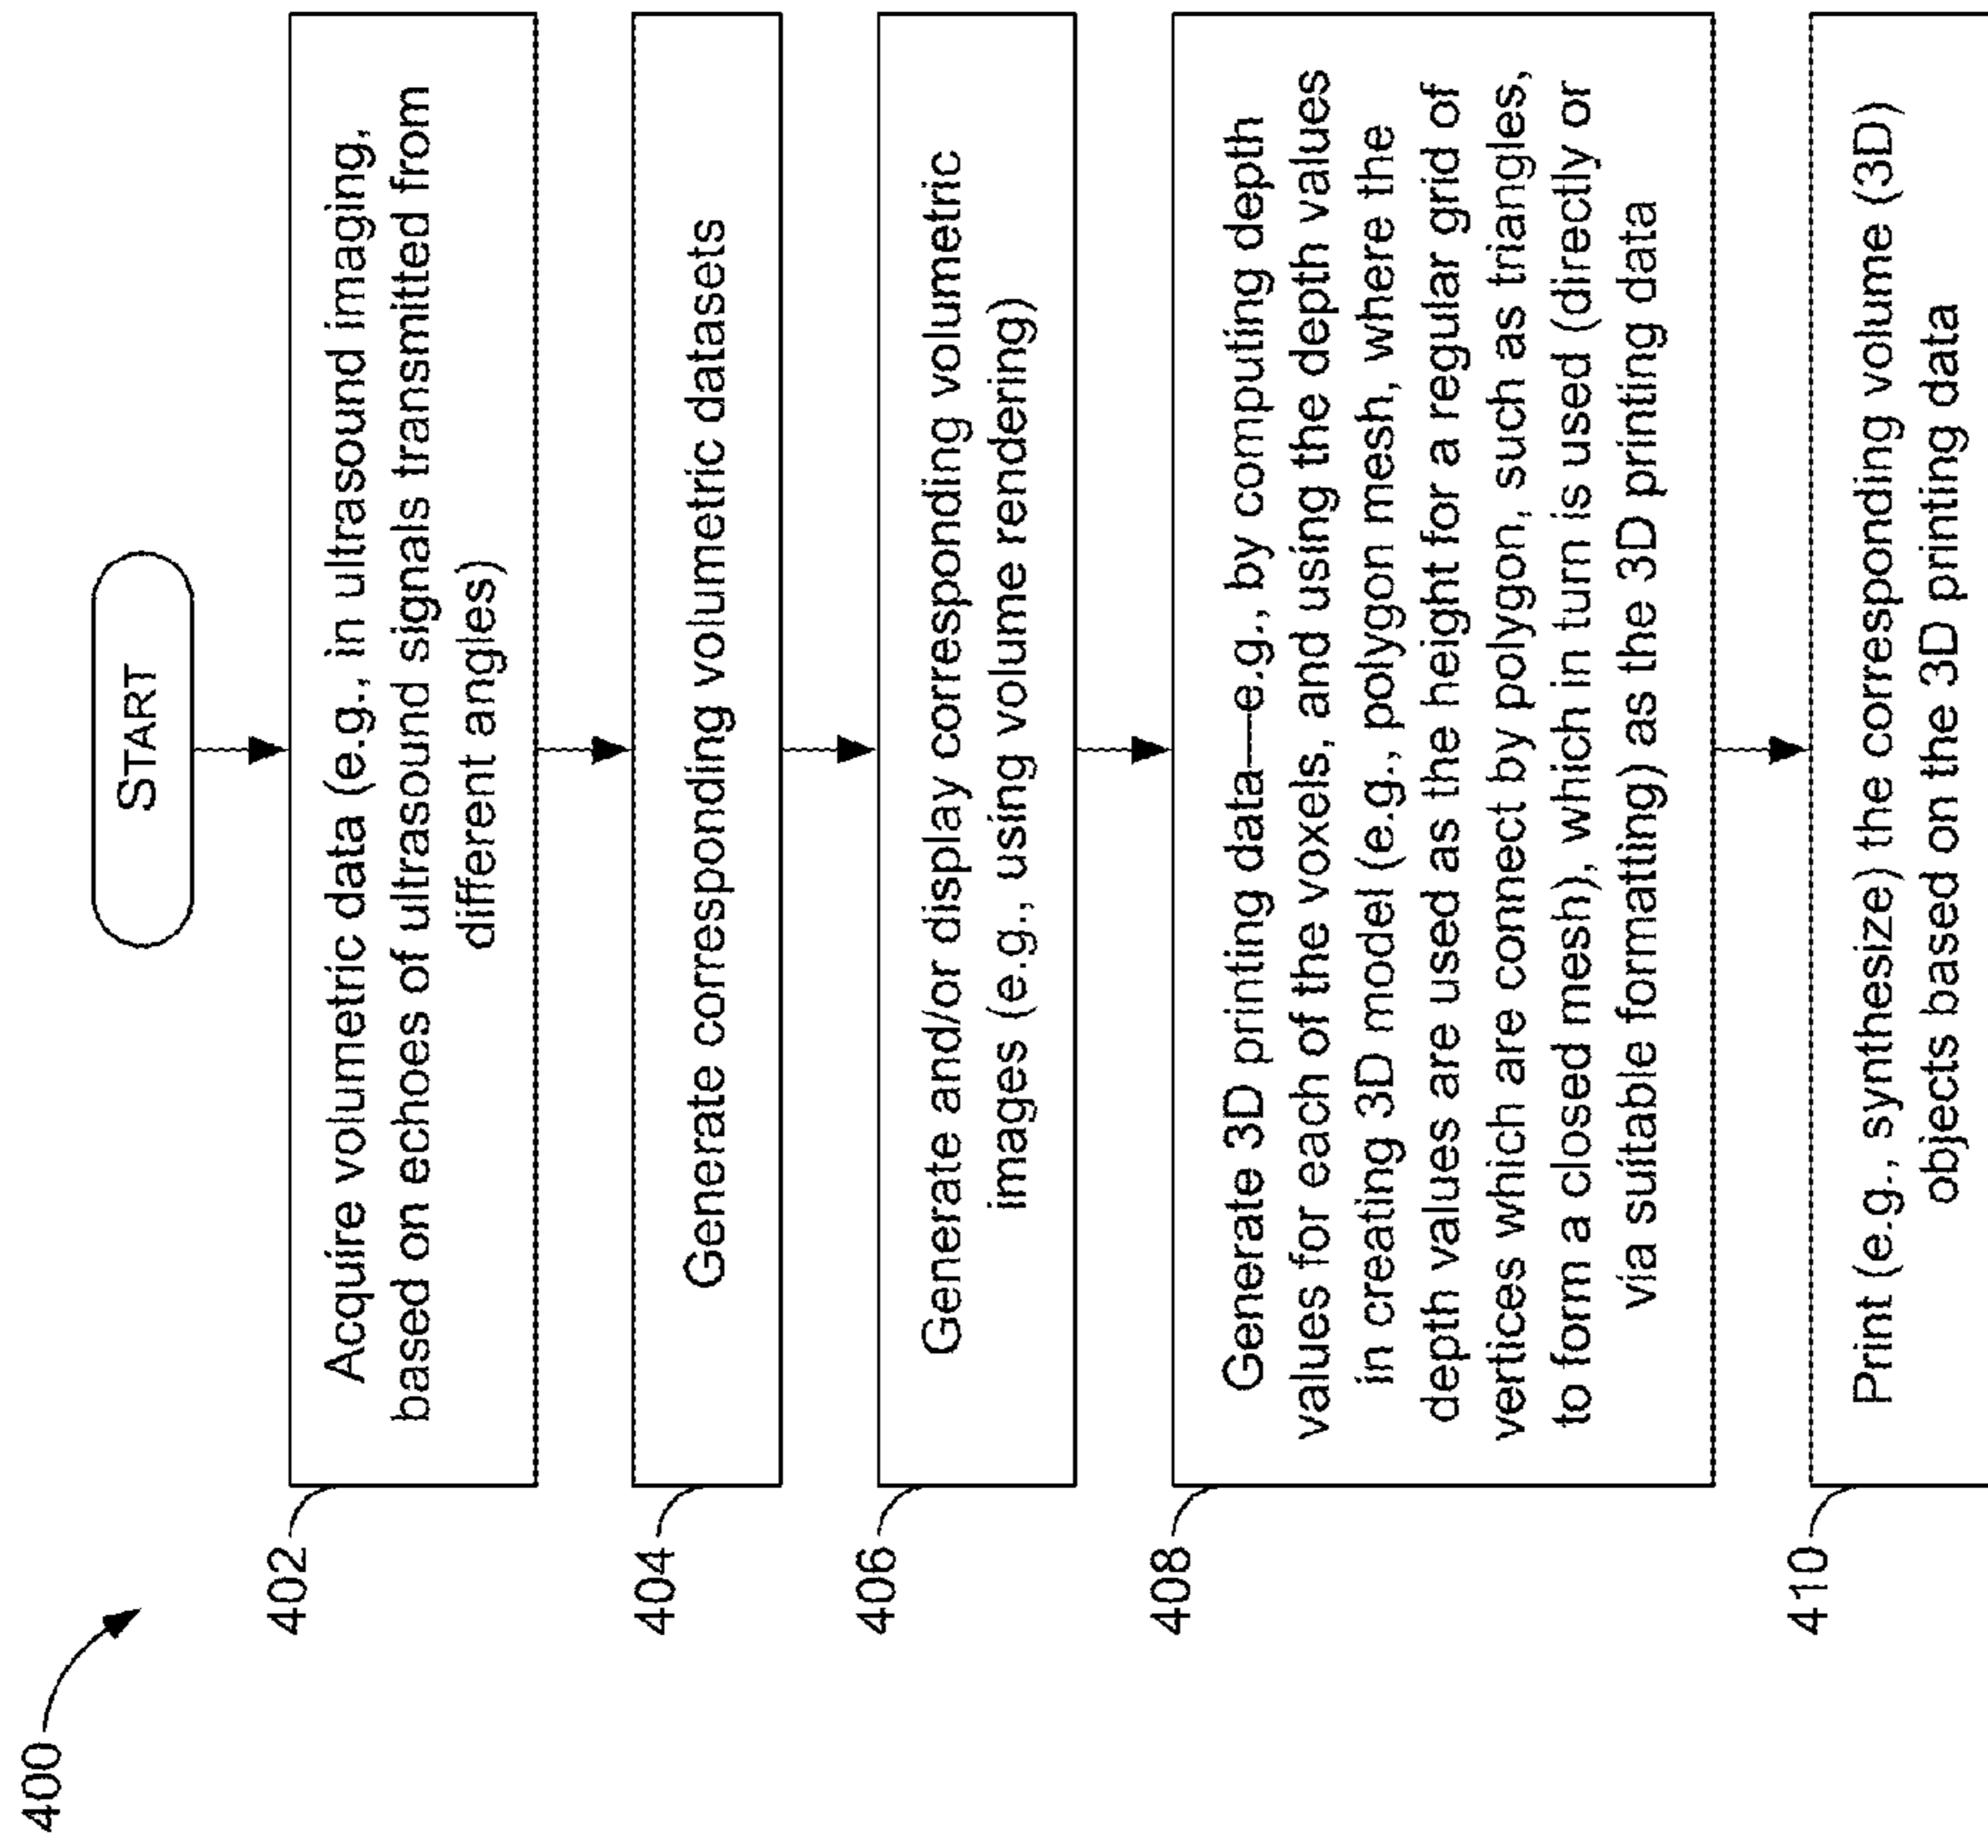 400
START
402
Acquire volumetric data (e.g., in ultrasound imaging,
based on echoes of ultrasound signals transmitted from
different angles)
404
Generate corresponding volumetric datasets
406
Generate and/or display corresponding volumetric
images (e.g., using volume rendering)
408
Generate 3D printing data—e.g., by computing depth
values for each of the voxels, and using the depth values
in creating 3D model (e.g., polygon mesh, where the
depth values are used as the height for a regular grid of
vertices which are connect by polygon, such as triangles,
to form a closed mesh), which in turn is used (directly or
via suitable formatting) as the 3D printing data
410
Print (e.g., synthesize) the corresponding volume (3D)
objects based on the 3D printing data